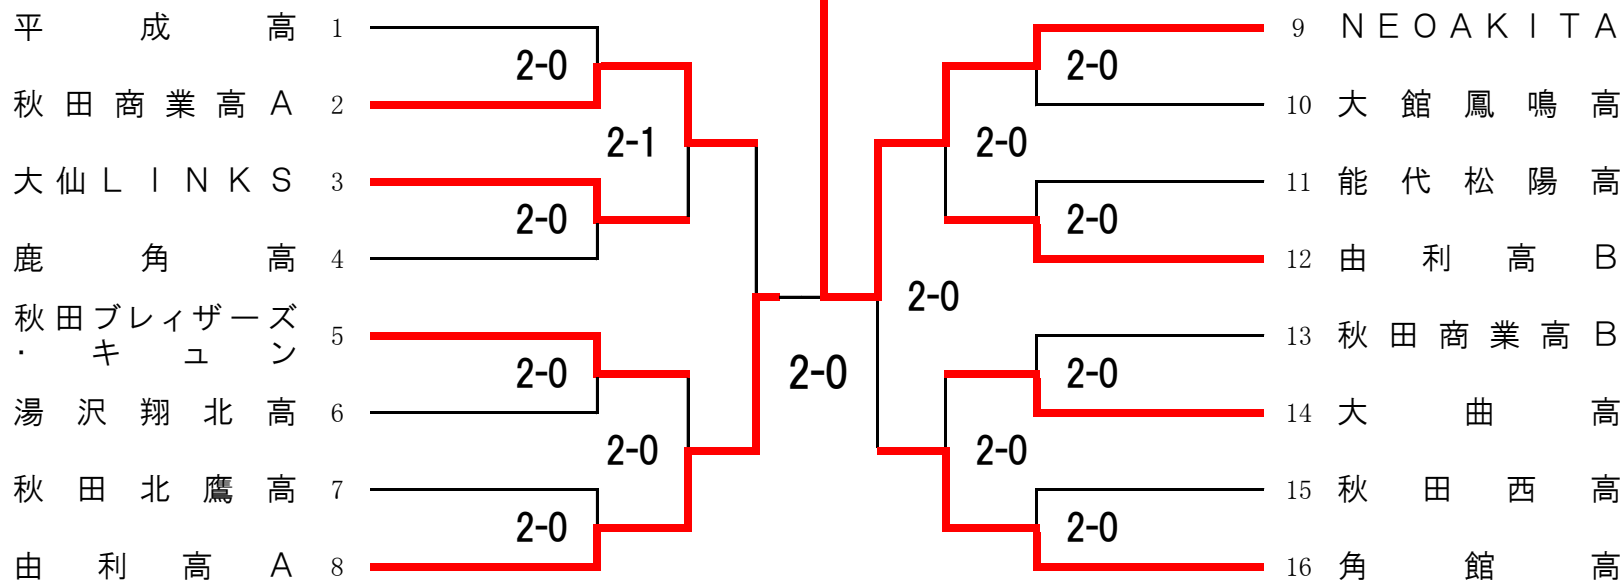 平成高 1
2-0
秋田商業高A 2
2-1
大仙LINKS 3
2-0
鹿角高 4
秋田ブレィザーズ
・キュン 5
2-0
湯沢翔北高 6
2-0
秋田北鷹高 7
2-0
由利高A 8
2-0
2-0
9 NEOAKITA
2-0
10 大館鳳鳴高
2-0
11 能代松陽高
2-0
12 由利高B
13 秋田商業高B
2-0
14 大曲高
2-0
15 秋田西高
2-0
16 角館高